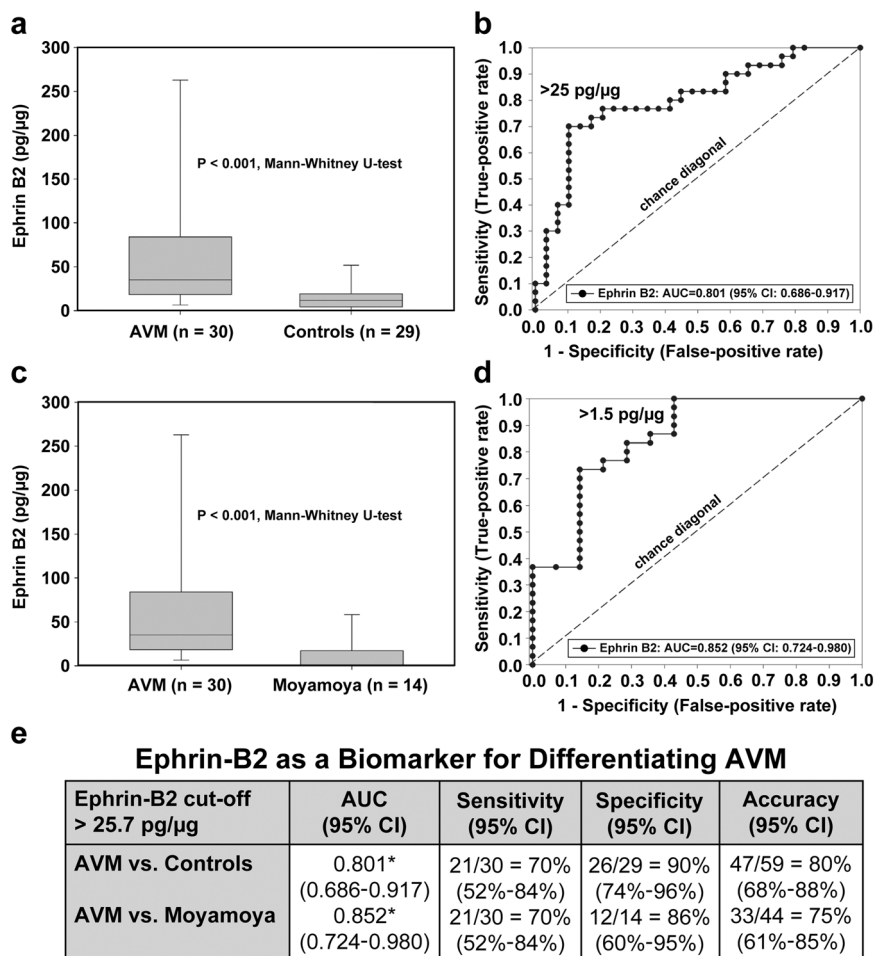 a
300
250
200
150
100
50
0
Ephrin B2 (pg/µg)
P < 0.001, Mann-Whitney U-test
AVM (n = 30) Controls (n = 29)
b
1.0
0.9
0.8
0.7
0.6
0.5
0.4
0.3
0.2
0.1
0.0
Sensitivity (True-positive rate)
>25 pg/µg
chance diagonal
Ephrin B2: AUC=0.801 (95% CI: 0.686-0.917)
0.0 0.1 0.2 0.3 0.4 0.5 0.6 0.7 0.8 0.9 1.0
1 - Specificity (False-positive rate)
c
300
250
200
150
100
50
0
Ephrin B2 (pg/µg)
P < 0.001, Mann-Whitney U-test
AVM (n = 30) Moyamoya (n = 14)
d
1.0
0.9
0.8
0.7
0.6
0.5
0.4
0.3
0.2
0.1
0.0
Sensitivity (True-positive rate)
>1.5 pg/µg
chance diagonal
Ephrin B2: AUC=0.852 (95% CI: 0.724-0.980)
0.0 0.1 0.2 0.3 0.4 0.5 0.6 0.7 0.8 0.9 1.0
1 - Specificity (False-positive rate)
e
Ephrin-B2 as a Biomarker for Differentiating AVM
Ephrin-B2 cut-off AUC Sensitivity Specificity Accuracy
> 25.7 pg/µg (95% CI) (95% CI) (95% CI) (95% CI)
AVM vs. Controls 0.801* 21/30 = 70% 26/29 = 90% 47/59 = 80%
(0.686-0.917) (52%-84%) (74%-96%) (68%-88%)
AVM vs. Moyamoya 0.852* 21/30 = 70% 12/14 = 86% 33/44 = 75%
(0.724-0.980) (52%-84%) (60%-95%) (61%-85%)